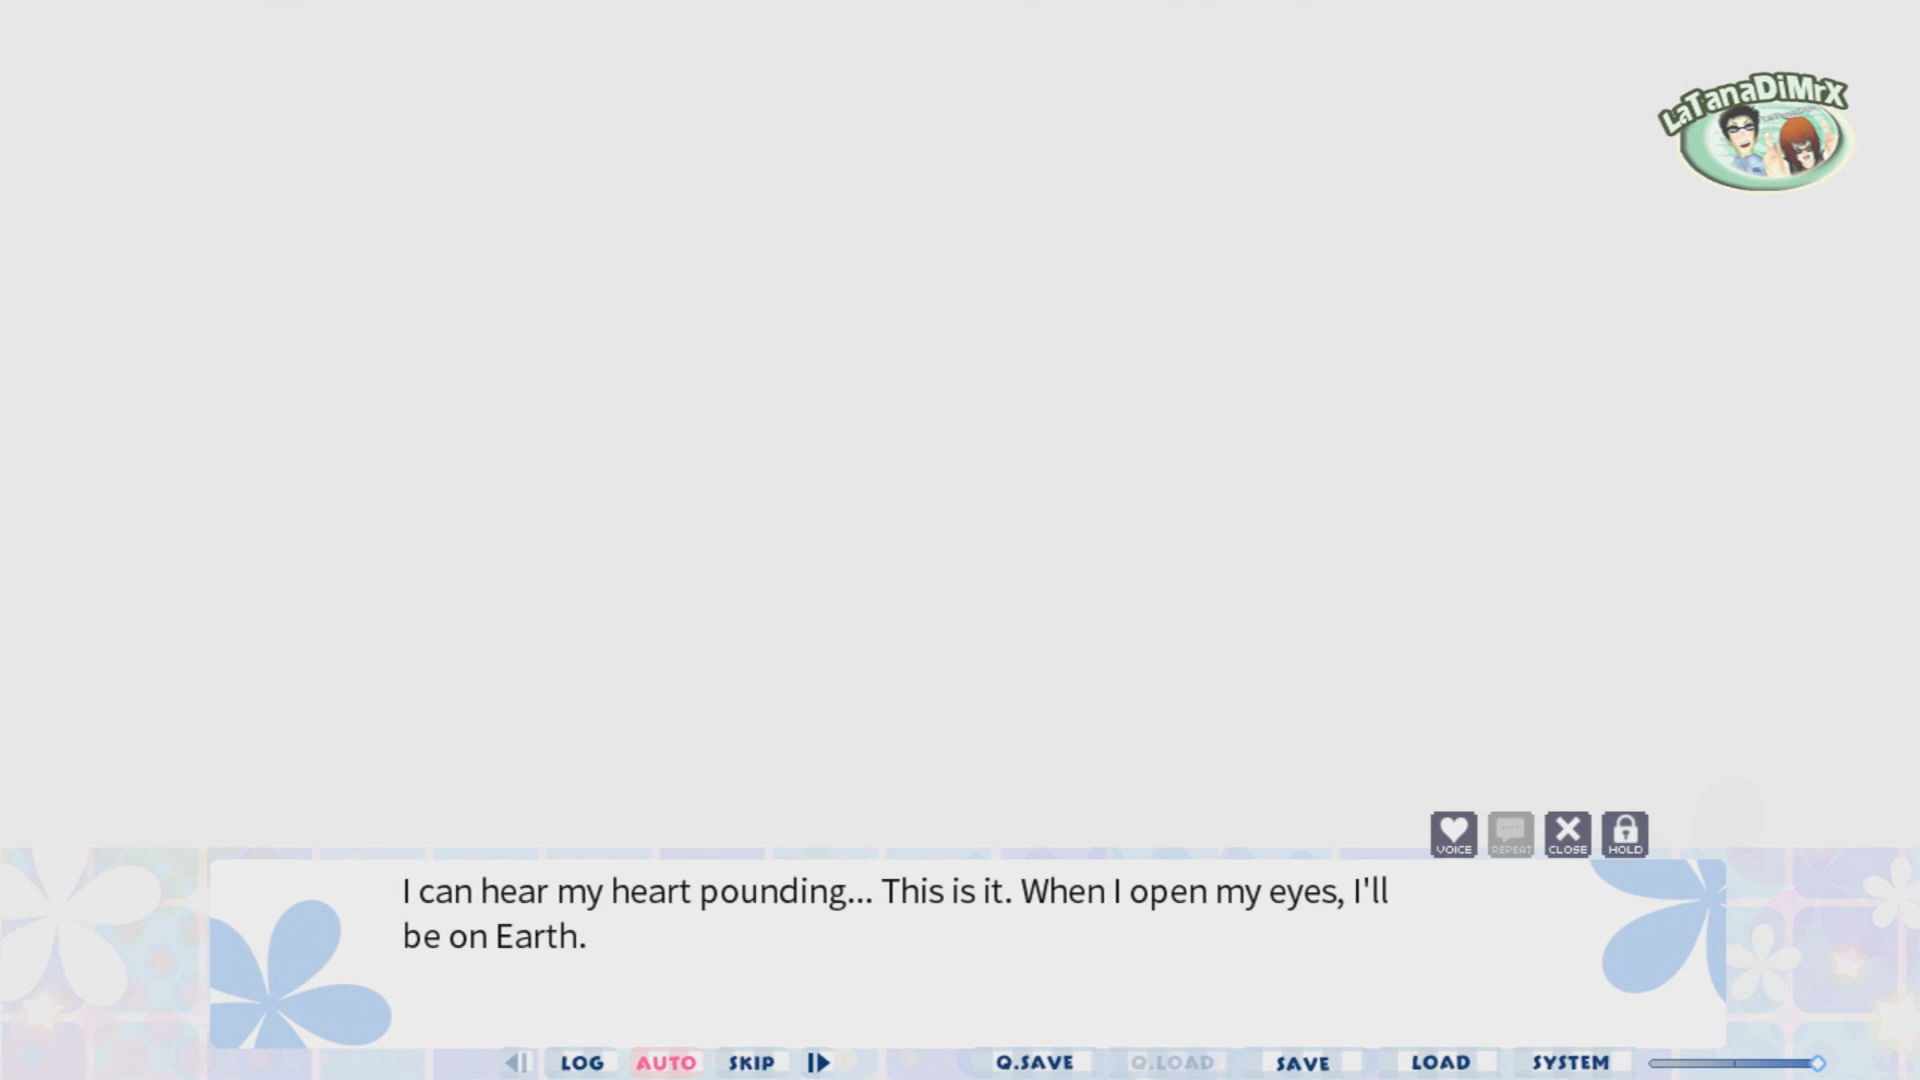 LaTanaDiMrX
VOICE
REPEAT
CLOSE
HOLD
I can hear my heart pounding... This is it. When I open my eyes, I'll
be on Earth.
LOG
AUTO
SKIP
Q.SAVE
Q.LOAD
SAVE
LOAD
SYSTEM